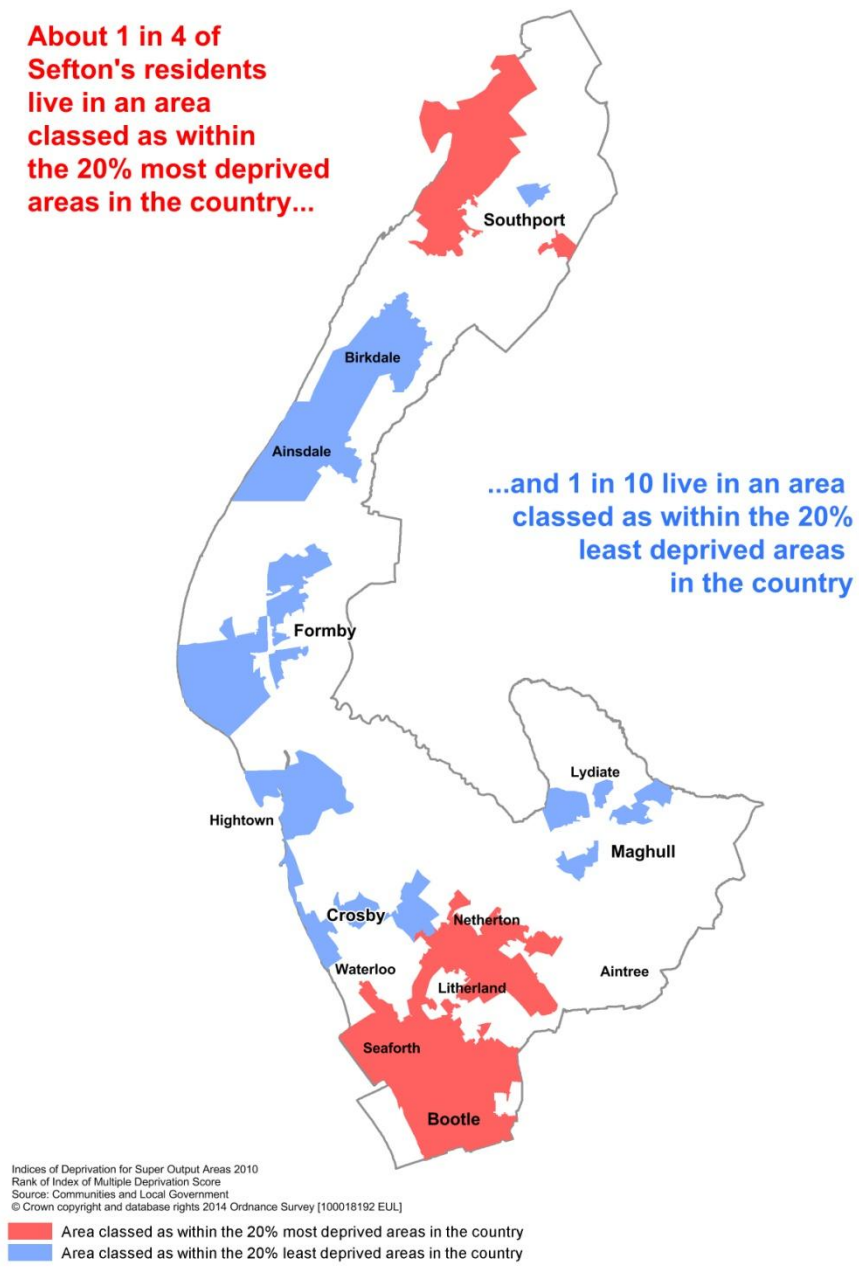 About 1 in 4 of
Sefton's residents
live in an area
classed as within
the 20% most deprived
areas in the country...
Southport
Birkdale
Ainsdale
...and 1 in 10 live in an area
classed as within the 20%
least deprived areas
in the country
Formby
Lydiate
Hightown
Maghull
Crosby
Netherton
Waterloo
Aintree
Litherland
Seaforth
Bootle
Indices of Deprivation for Super Output Areas 2010
Rank of Index of Multiple Deprivation Score
Source: Communities and Local Government
© Crown copyright and database rights 2014 Ordnance Survey [100018192 EUL]
Area classed as within the 20% most deprived areas in the country
Area classed as within the 20% least deprived areas in the country